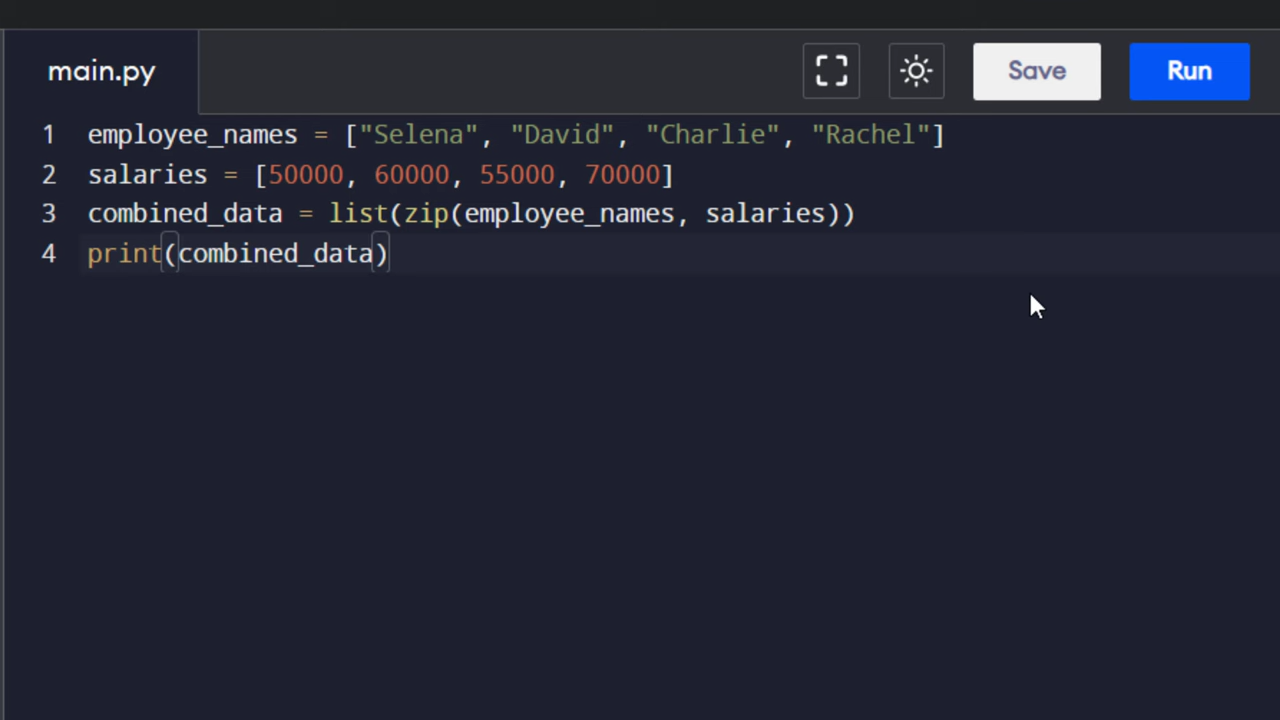 main.py
Save
Run
1 employee_names = ["Selena", "David", "Charlie", "Rachel"]
2 salaries = [50000, 60000, 55000, 70000]
3 combined_data = list(zip(employee_names, salaries))
4 print(combined_data)